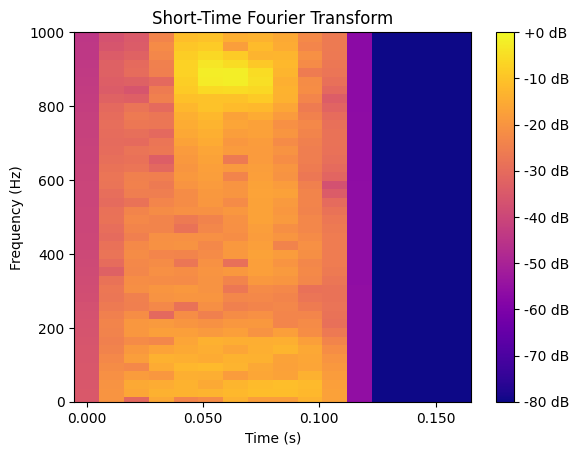 Short-Time Fourier Transform
1000
800
600
400
200
0
Frequency (Hz)
0.000
0.050
0.100
0.150
Time (s)
+0 dB
-10 dB
-20 dB
-30 dB
-40 dB
-50 dB
-60 dB
-70 dB
-80 dB